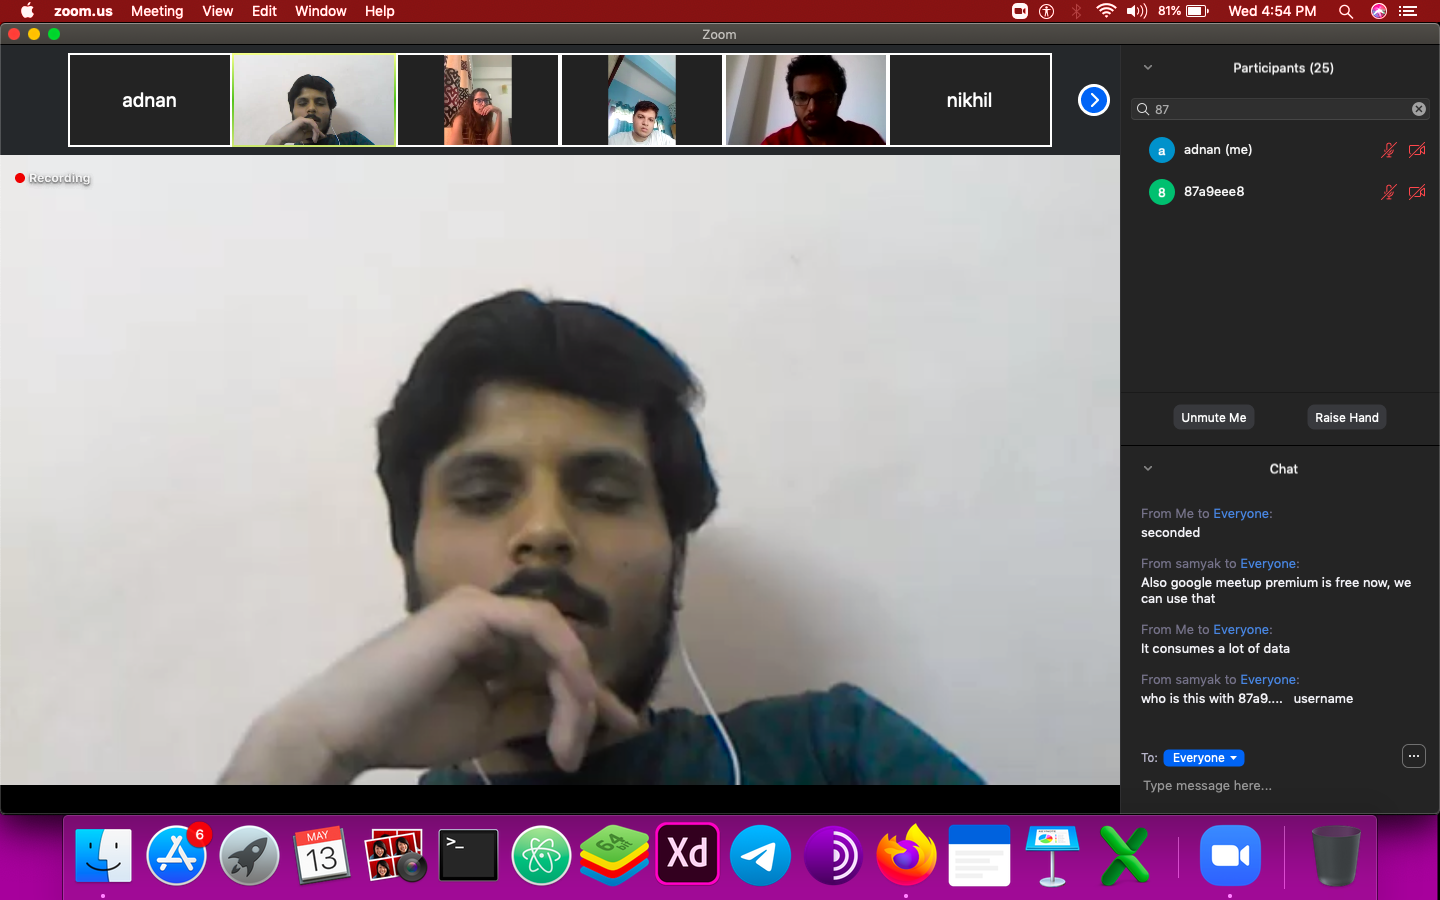 zoom.us Meeting View Edit Window Help 81% Wed 4:54 PM
Zoom
adnan
nikhil
Recording
Participants (25)
87
a adnan (me)
8 87a9eee8
Unmute Me Raise Hand
Chat
From Me to Everyone:
seconded
From samyak to Everyone:
Also google meetup premium is free now, we
can use that
From Me to Everyone:
It consumes a lot of data
From samyak to Everyone:
who is this with 87a9.... username
To: Everyone
Type message here...
6
MAY
13
>_
64
BIT
Xd